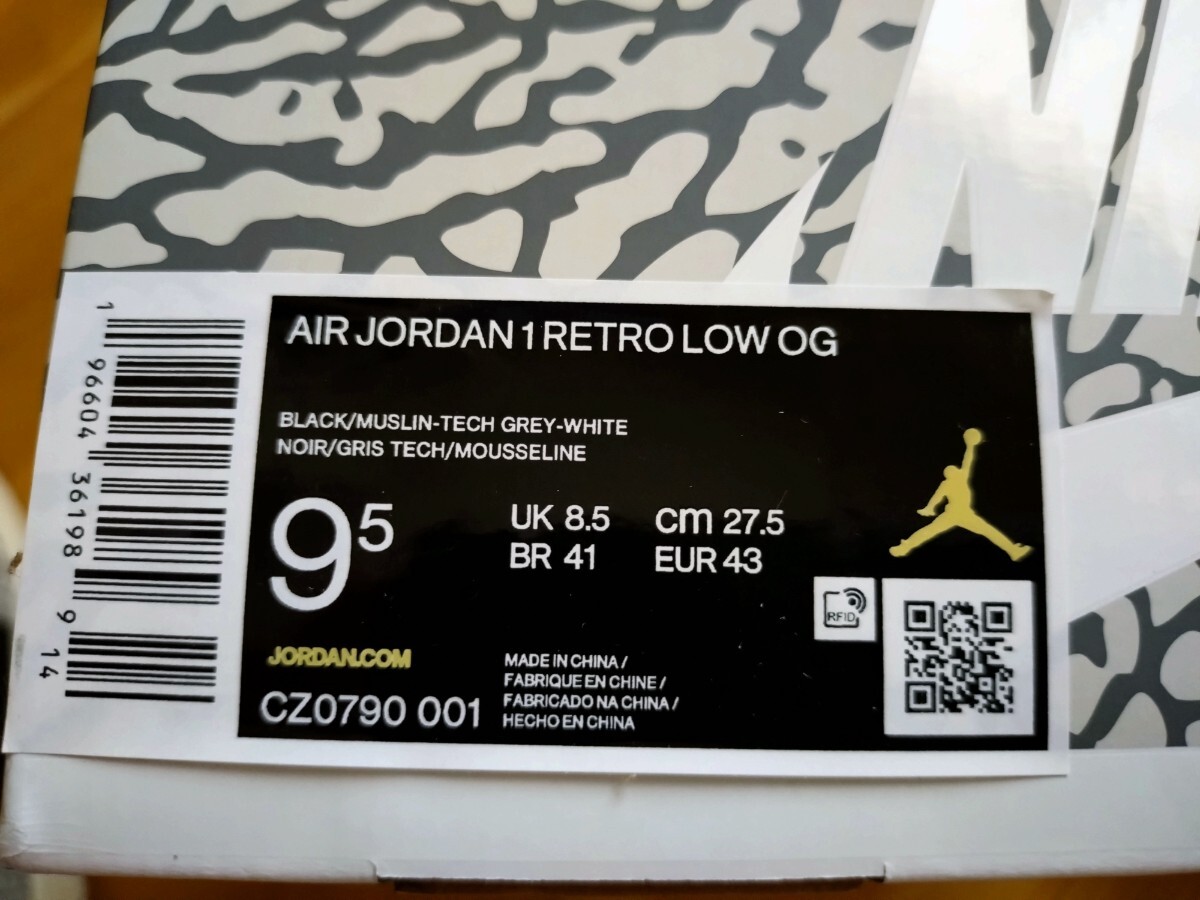 AIR JORDAN 1 RETRO LOW OG
BLACK/MUSLIN-TECH GREY-WHITE
NOIR/GRIS TECH/MOUSSELINE
9 5
UK 8.5 cm 27.5
BR 41 EUR 43
RFID
JORDAN.COM
CZ0790 001
MADE IN CHINA /
FABRIQUE EN CHINE /
FABRICADO NA CHINA /
HECHO EN CHINA
1 96604 36198 9 14